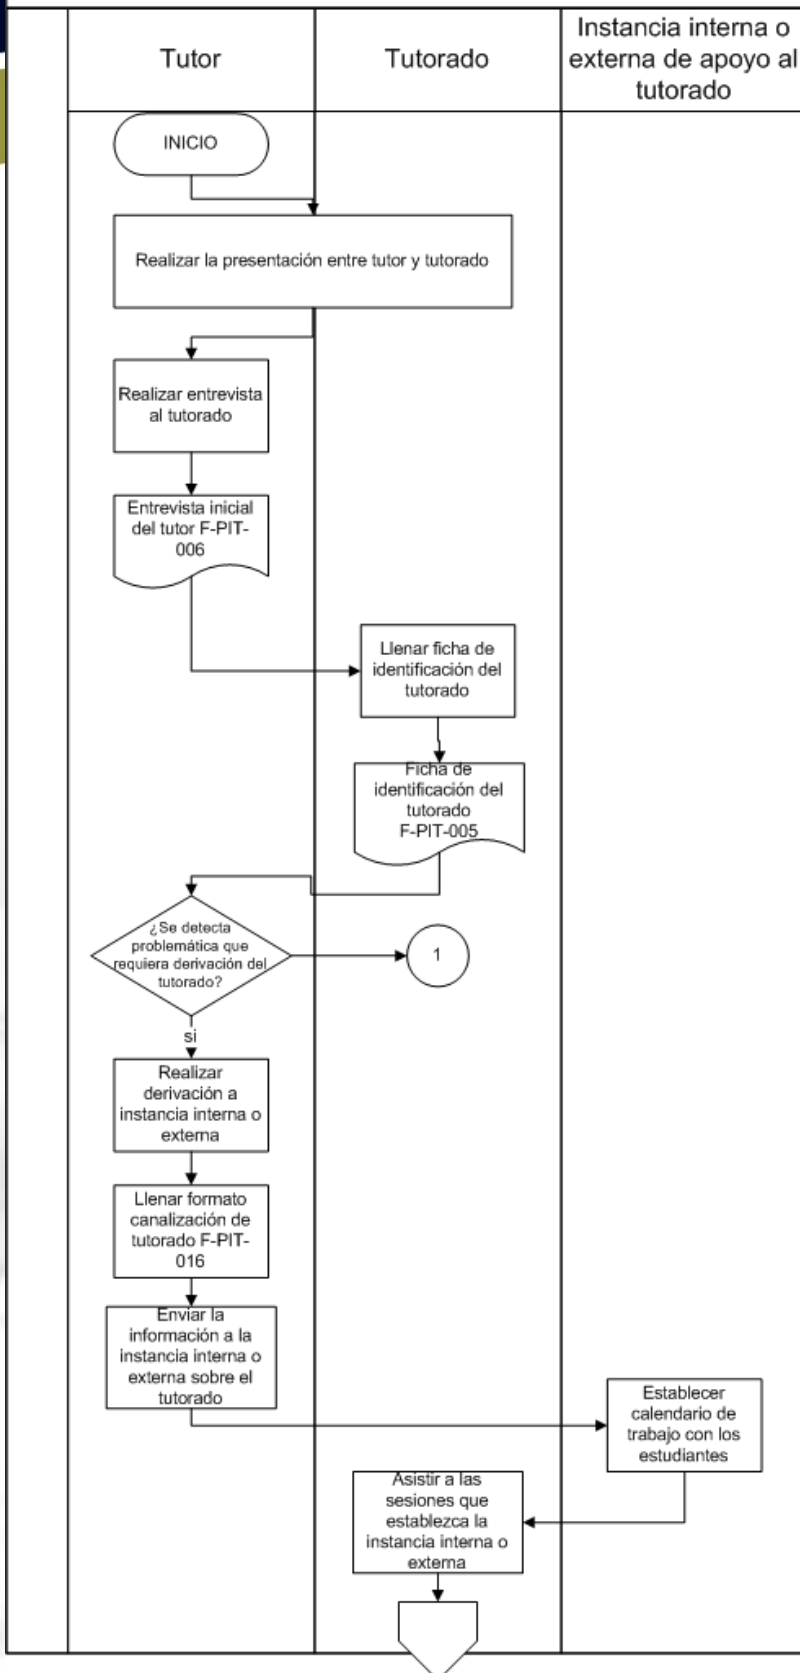 Tutor
Tutorado
Instancia interna o
externa de apoyo al
tutorado
INICIO
Realizar la presentación entre tutor y tutorado
Realizar entrevista
al tutorado
Entrevista inicial
del tutor F-PIT-
006
Llenar ficha de
identificación del
tutorado
Ficha de
identificación del
tutorado
F-PIT-005
¿Se detecta
problemática que
requiera derivación del
tutorado?
1
si
Realizar
derivación a
instancia interna o
externa
Llenar formato
canalización de
tutorado F-PIT-
016
Enviar la
información a la
instancia interna o
externa sobre el
tutorado
Establecer
calendario de
trabajo con los
estudiantes
Asistir a las
sesiones que
establezca la
instancia interna o
externa